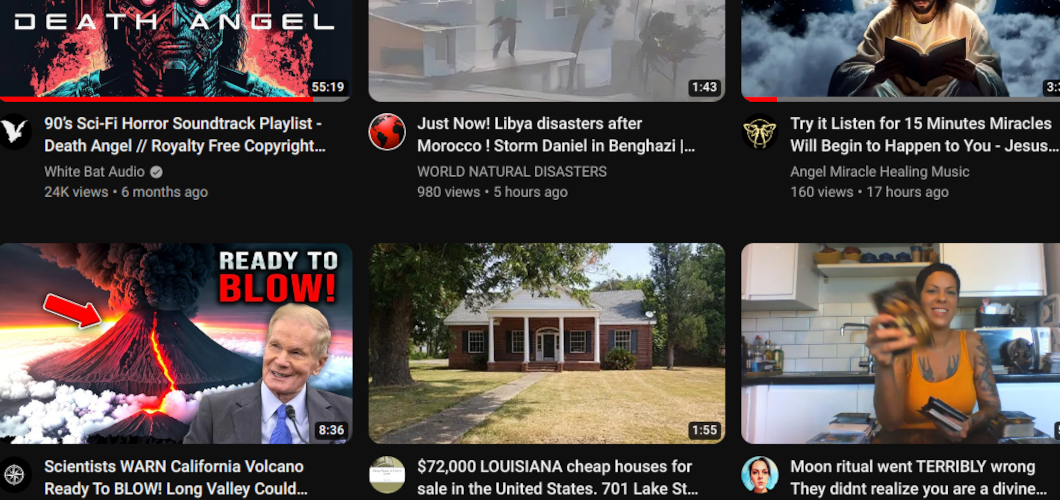 DEATH ANGEL
55:19
1:43
90's Sci-Fi Horror Soundtrack Playlist -
Death Angel // Royalty Free Copyright...
White Bat Audio
24K views • 6 months ago
Just Now! Libya disasters after
Morocco ! Storm Daniel in Benghazi |...
WORLD NATURAL DISASTERS
980 views • 5 hours ago
Try it Listen for 15 Minutes Miracles
Will Begin to Happen to You - Jesus...
Angel Miracle Healing Music
160 views • 17 hours ago
READY TO
BLOW!
8:36
1:55
Scientists WARN California Volcano
Ready To BLOW! Long Valley Could...
$72,000 LOUISIANA cheap houses for
sale in the United States. 701 Lake St...
Moon ritual went TERRIBLY wrong
They didnt realize you are a divine...